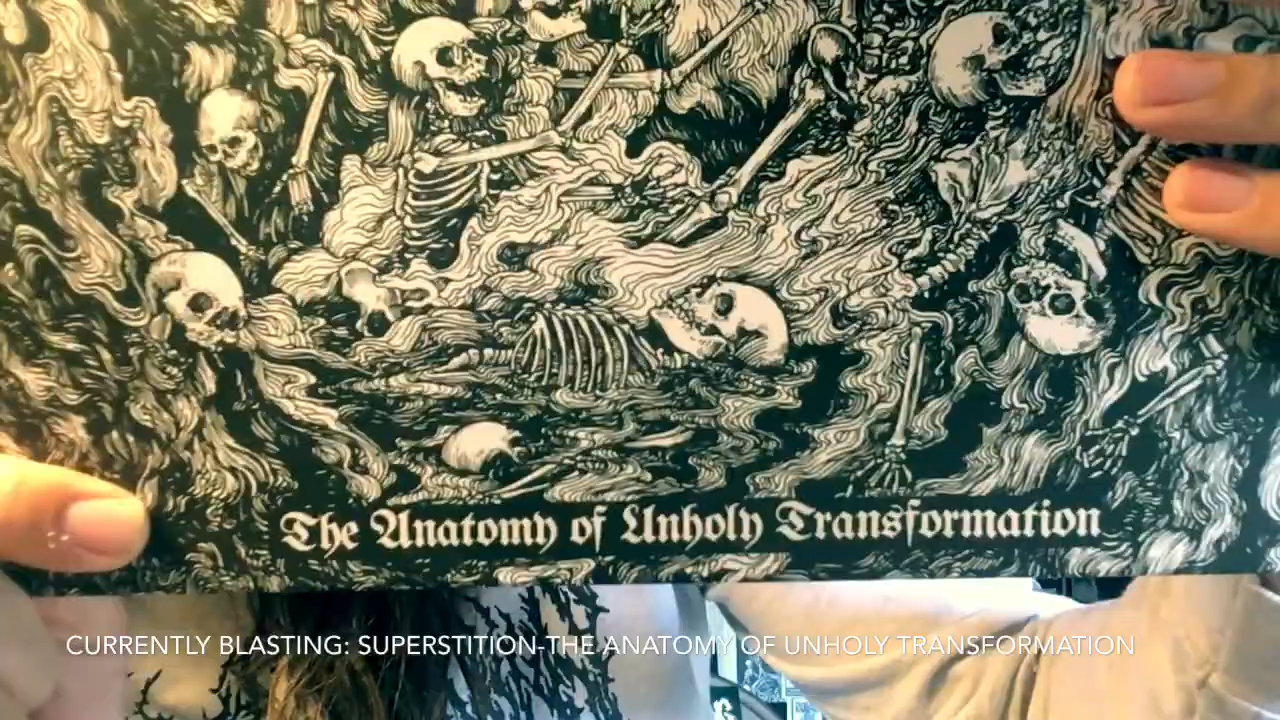 The Anatomy of Unholy Transformation
CURRENTLY BLASTING: SUPERSTITION-THE ANATOMY OF UNHOLY TRANSFORMATION